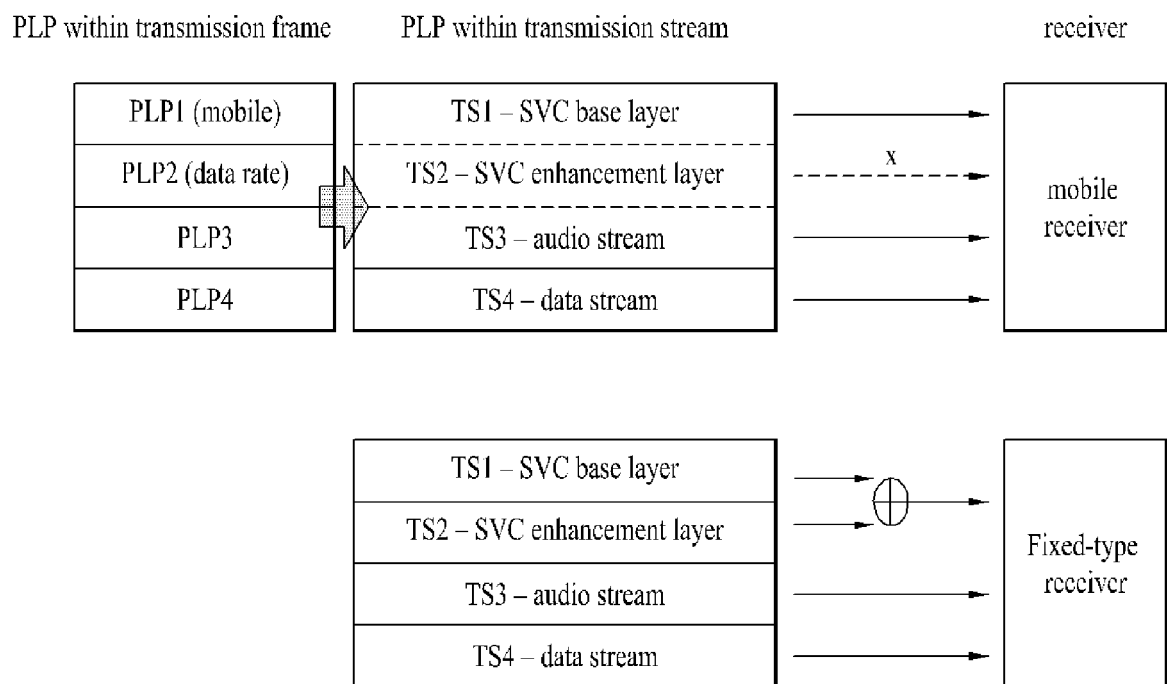 PLP within transmission frame
PLP within transmission stream
receiver
PLP1 (mobile)
TS1 – SVC base layer
PLP2 (data rate)
TS2 – SVC enhancement layer
x
mobile
receiver
PLP3
TS3 – audio stream
PLP4
TS4 – data stream
TS1 – SVC base layer
TS2 – SVC enhancement layer
Fixed-type
receiver
TS3 – audio stream
TS4 – data stream